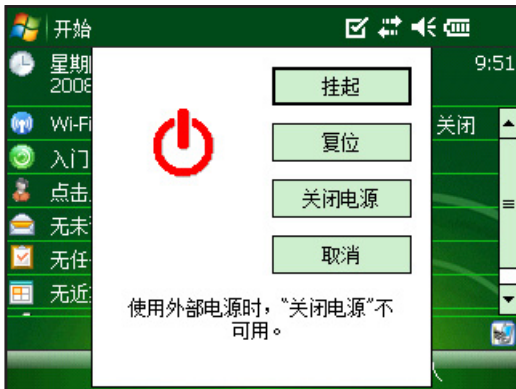 开始
星期
2008
9:51
Wi-Fi
关闭
入门
点击
无未
无任
无近
挂起
复位
关闭电源
取消
使用外部电源时，“关闭电源”不
可用。